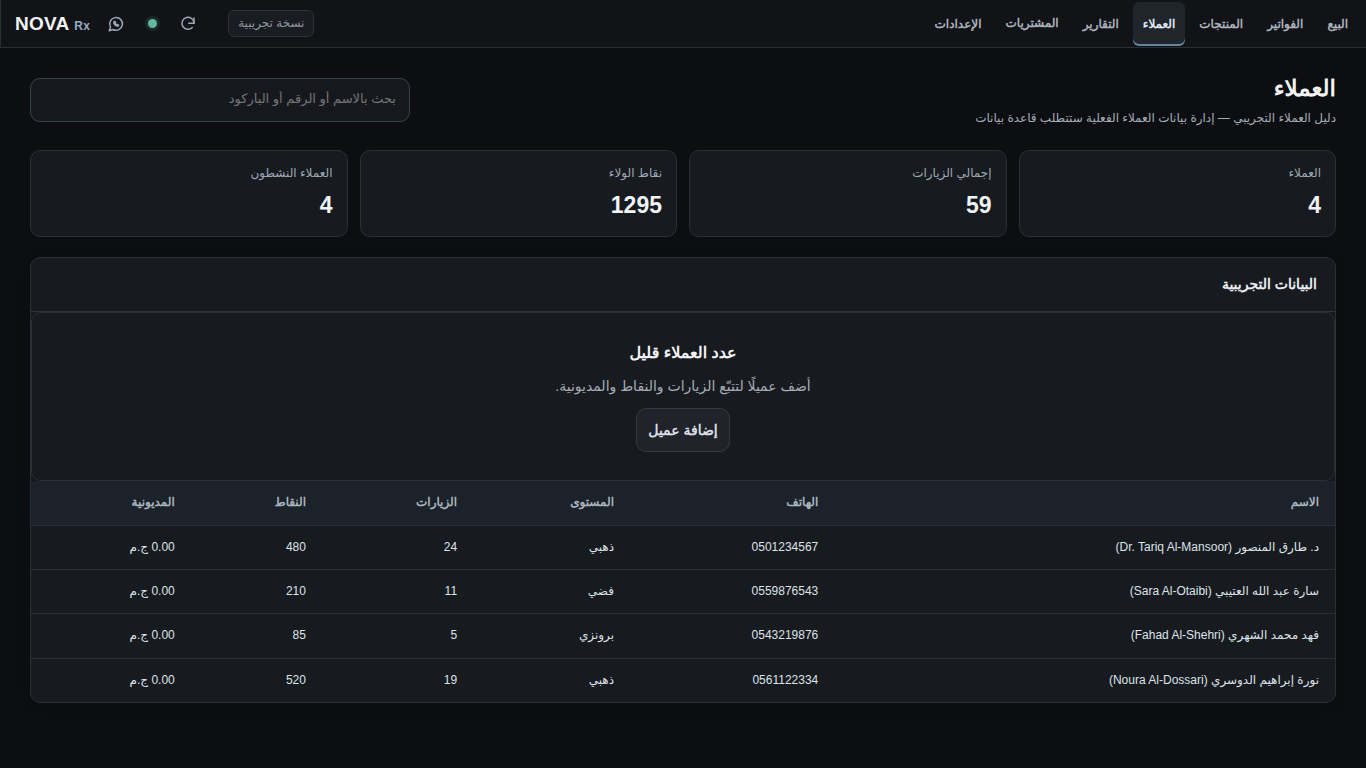 البيع
الفواتير
المنتجات
العملاء
التقارير
المشتريات
الإعدادات
نسخة تجريبية
NOVA Rx
العملاء
دليل العملاء التجريبي — إدارة بيانات العملاء الفعلية ستتطلب قاعدة بيانات
بحث بالاسم أو الرقم أو الباركود
العملاء
4
إجمالي الزيارات
59
نقاط الولاء
1295
العملاء النشطون
4
البيانات التجريبية
عدد العملاء قليل
أضف عميلًا لتتبّع الزيارات والنقاط والمديونية.
إضافة عميل
الاسم الهاتف المستوى الزيارات النقاط المديونية
د. طارق المنصور (Dr. Tariq Al-Mansoor) 0501234567 ذهبي 24 480 0.00 ج.م
سارة عبد الله العتيبي (Sara Al-Otaibi) 0559876543 فضي 11 210 0.00 ج.م
فهد محمد الشهري (Fahad Al-Shehri) 0543219876 برونزي 5 85 0.00 ج.م
نورة إبراهيم الدوسري (Noura Al-Dossari) 0561122334 ذهبي 19 520 0.00 ج.م